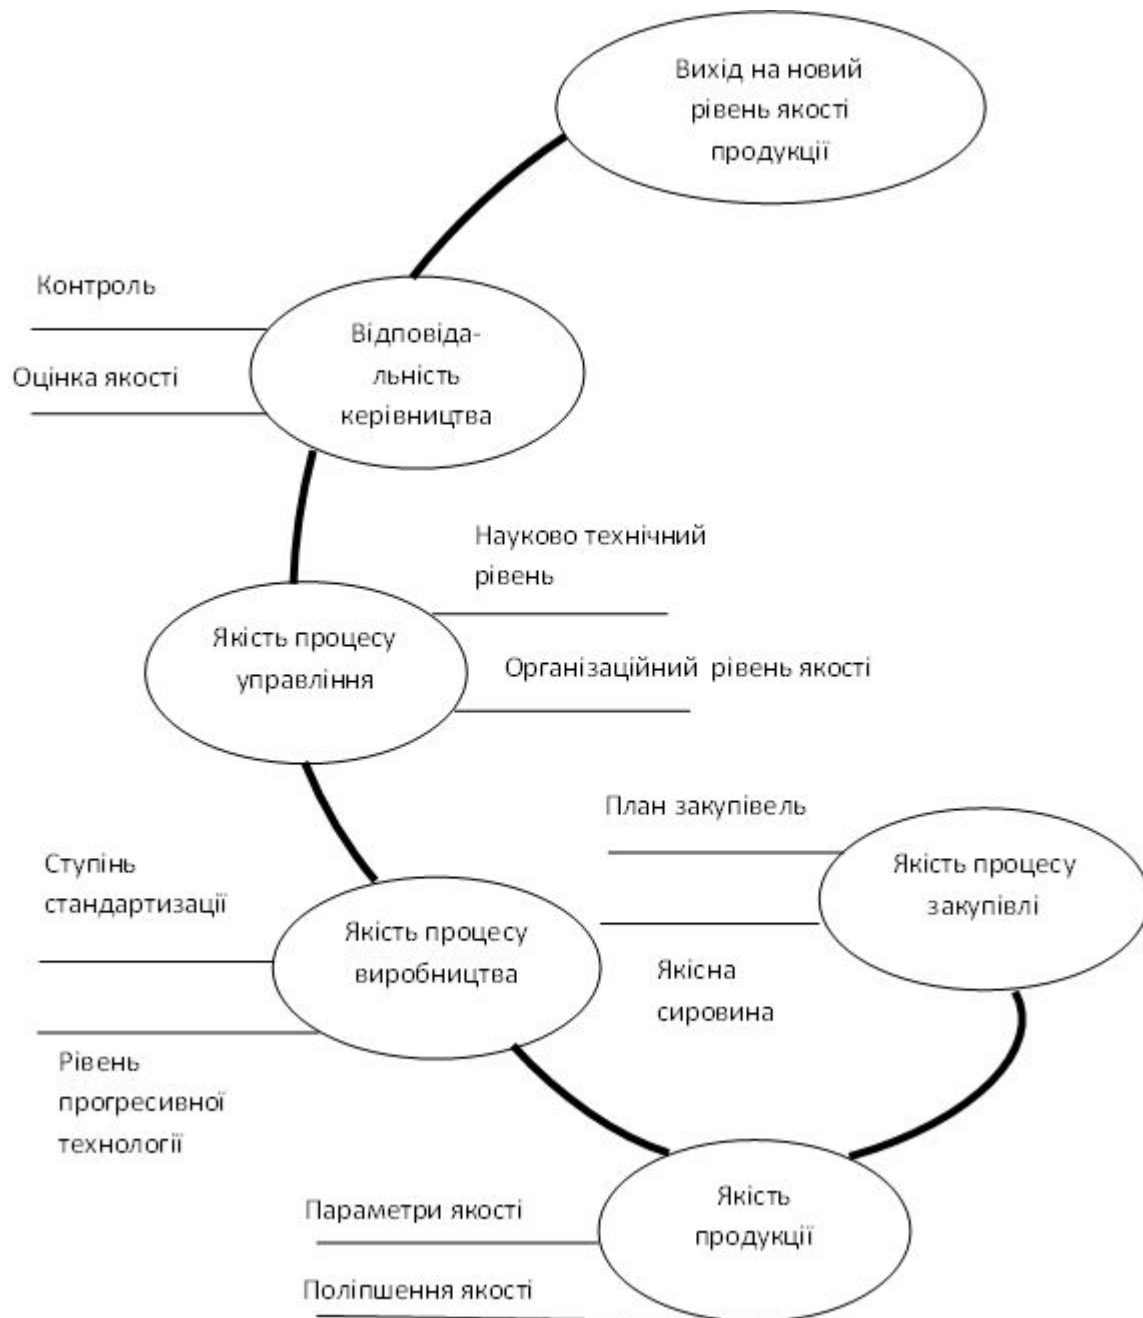 Вихід на новий
рівень якості
продукції
Контроль
Оцінка якості
Відповіда-
льність
керівництва
Науково технічний
рівень
Якість процесу
управління
Організаційний рівень якості
План закупівель
Якість процесу
закупівлі
Ступінь
стандартизації
Якість процесу
виробництва
Якісна
сировина
Рівень
прогресивної
технології
Параметри якості
Якість
продукції
Поліпшення якості